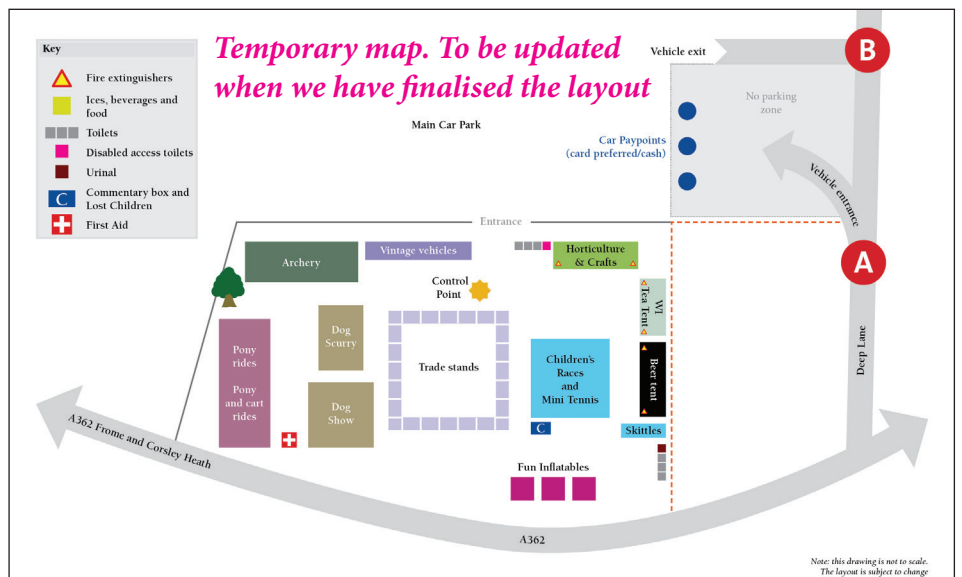 Temporary map. To be updated
when we have finalised the layout
Key
Fire extinguishers
Ices, beverages and
food
Toilets
Disabled access toilets
Urinal
C
Commentary box and
Lost Children
First Aid
Vehicle exit
B
No parking
zone
Main Car Park
Car Paypoints
(card preferred/cash)
Vehicle entrance
A
Entrance
Archery
Vintage vehicles
Horticulture
& Crafts
Control
Point
WI
Tea Tent
Dog
Scurry
Pony
rides
Pony
and cart
rides
Trade stands
Children's
Races
and
Mini Tennis
Beer tent
Deep Lane
Dog
Show
C
Skittles
A362 Frome and Corsley Heath
Fun Inflatables
A362
Note: this drawing is not to scale.
The layout is subject to change